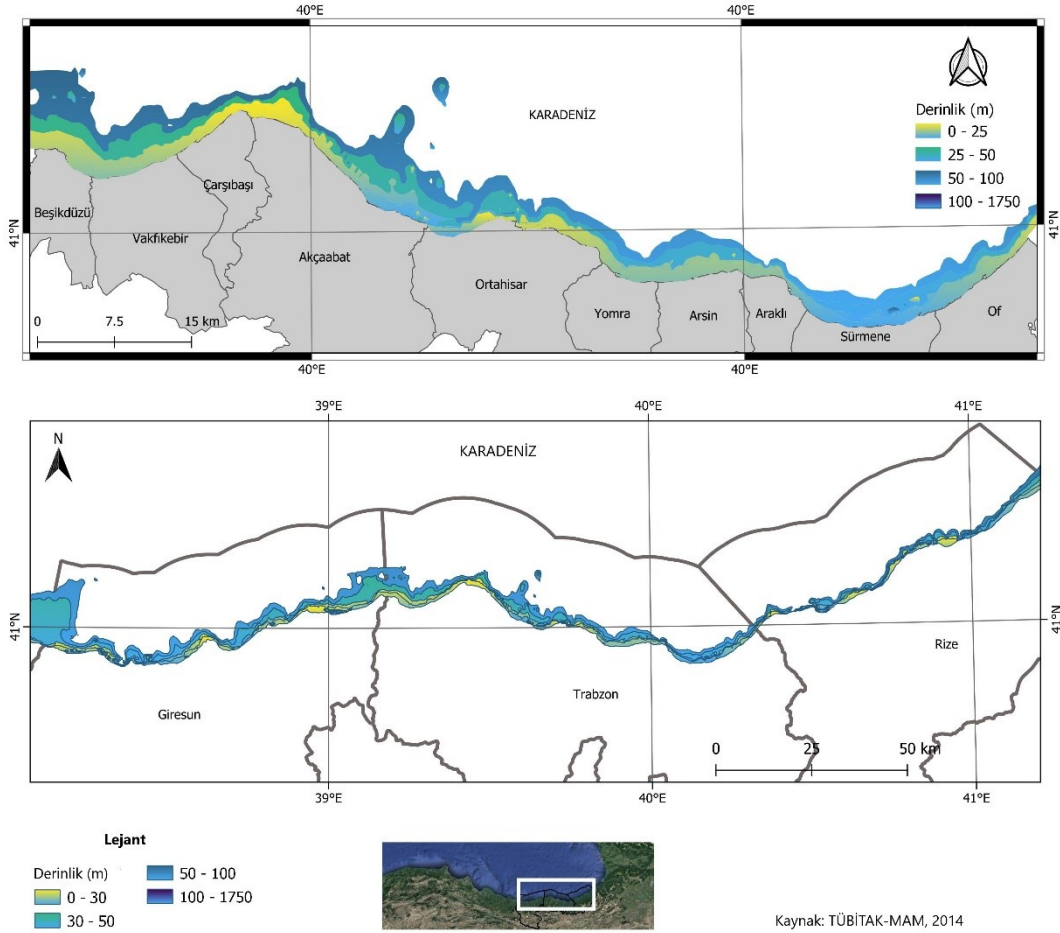 40°E
40°E
KARADENİZ
Derinlik (m)
0 - 25
25 - 50
50 - 100
100 - 1750
41°N
41°N
Beşikdüzü
Vakfıkebir
Çarşıbaşı
Akçaabat
Ortahisar
Yomra
Arsin
Araklı
Sürmene
Of
0
7.5
15 km
40°E
40°E
39°E
40°E
41°E
N
KARADENİZ
41°N
41°N
Giresun
Trabzon
Rize
0
25
50 km
39°E
40°E
41°E
Lejant
Derinlik (m)
0 - 30
30 - 50
50 - 100
100 - 1750
Kaynak: TÜBİTAK-MAM, 2014